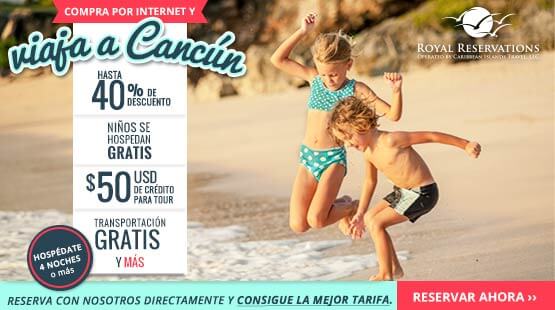 COMPRA POR INTERNET Y
viaja a Cancún
HASTA
40% DE
DESCUENTO
NIÑOS SE
HOSPEDAN
GRATIS
$50 USD
DE CRÉDITO
PARA TOUR
TRANSPORTACIÓN
GRATIS
Y MÁS
HOSPÉDATE
4 NOCHES
o más
ROYAL RESERVATIONS
OPERATED BY CARIBBEAN ISLANDS TRAVEL, LLC
RESERVA CON NOSOTROS DIRECTAMENTE Y CONSIGUE LA MEJOR TARIFA.
RESERVAR AHORA ››